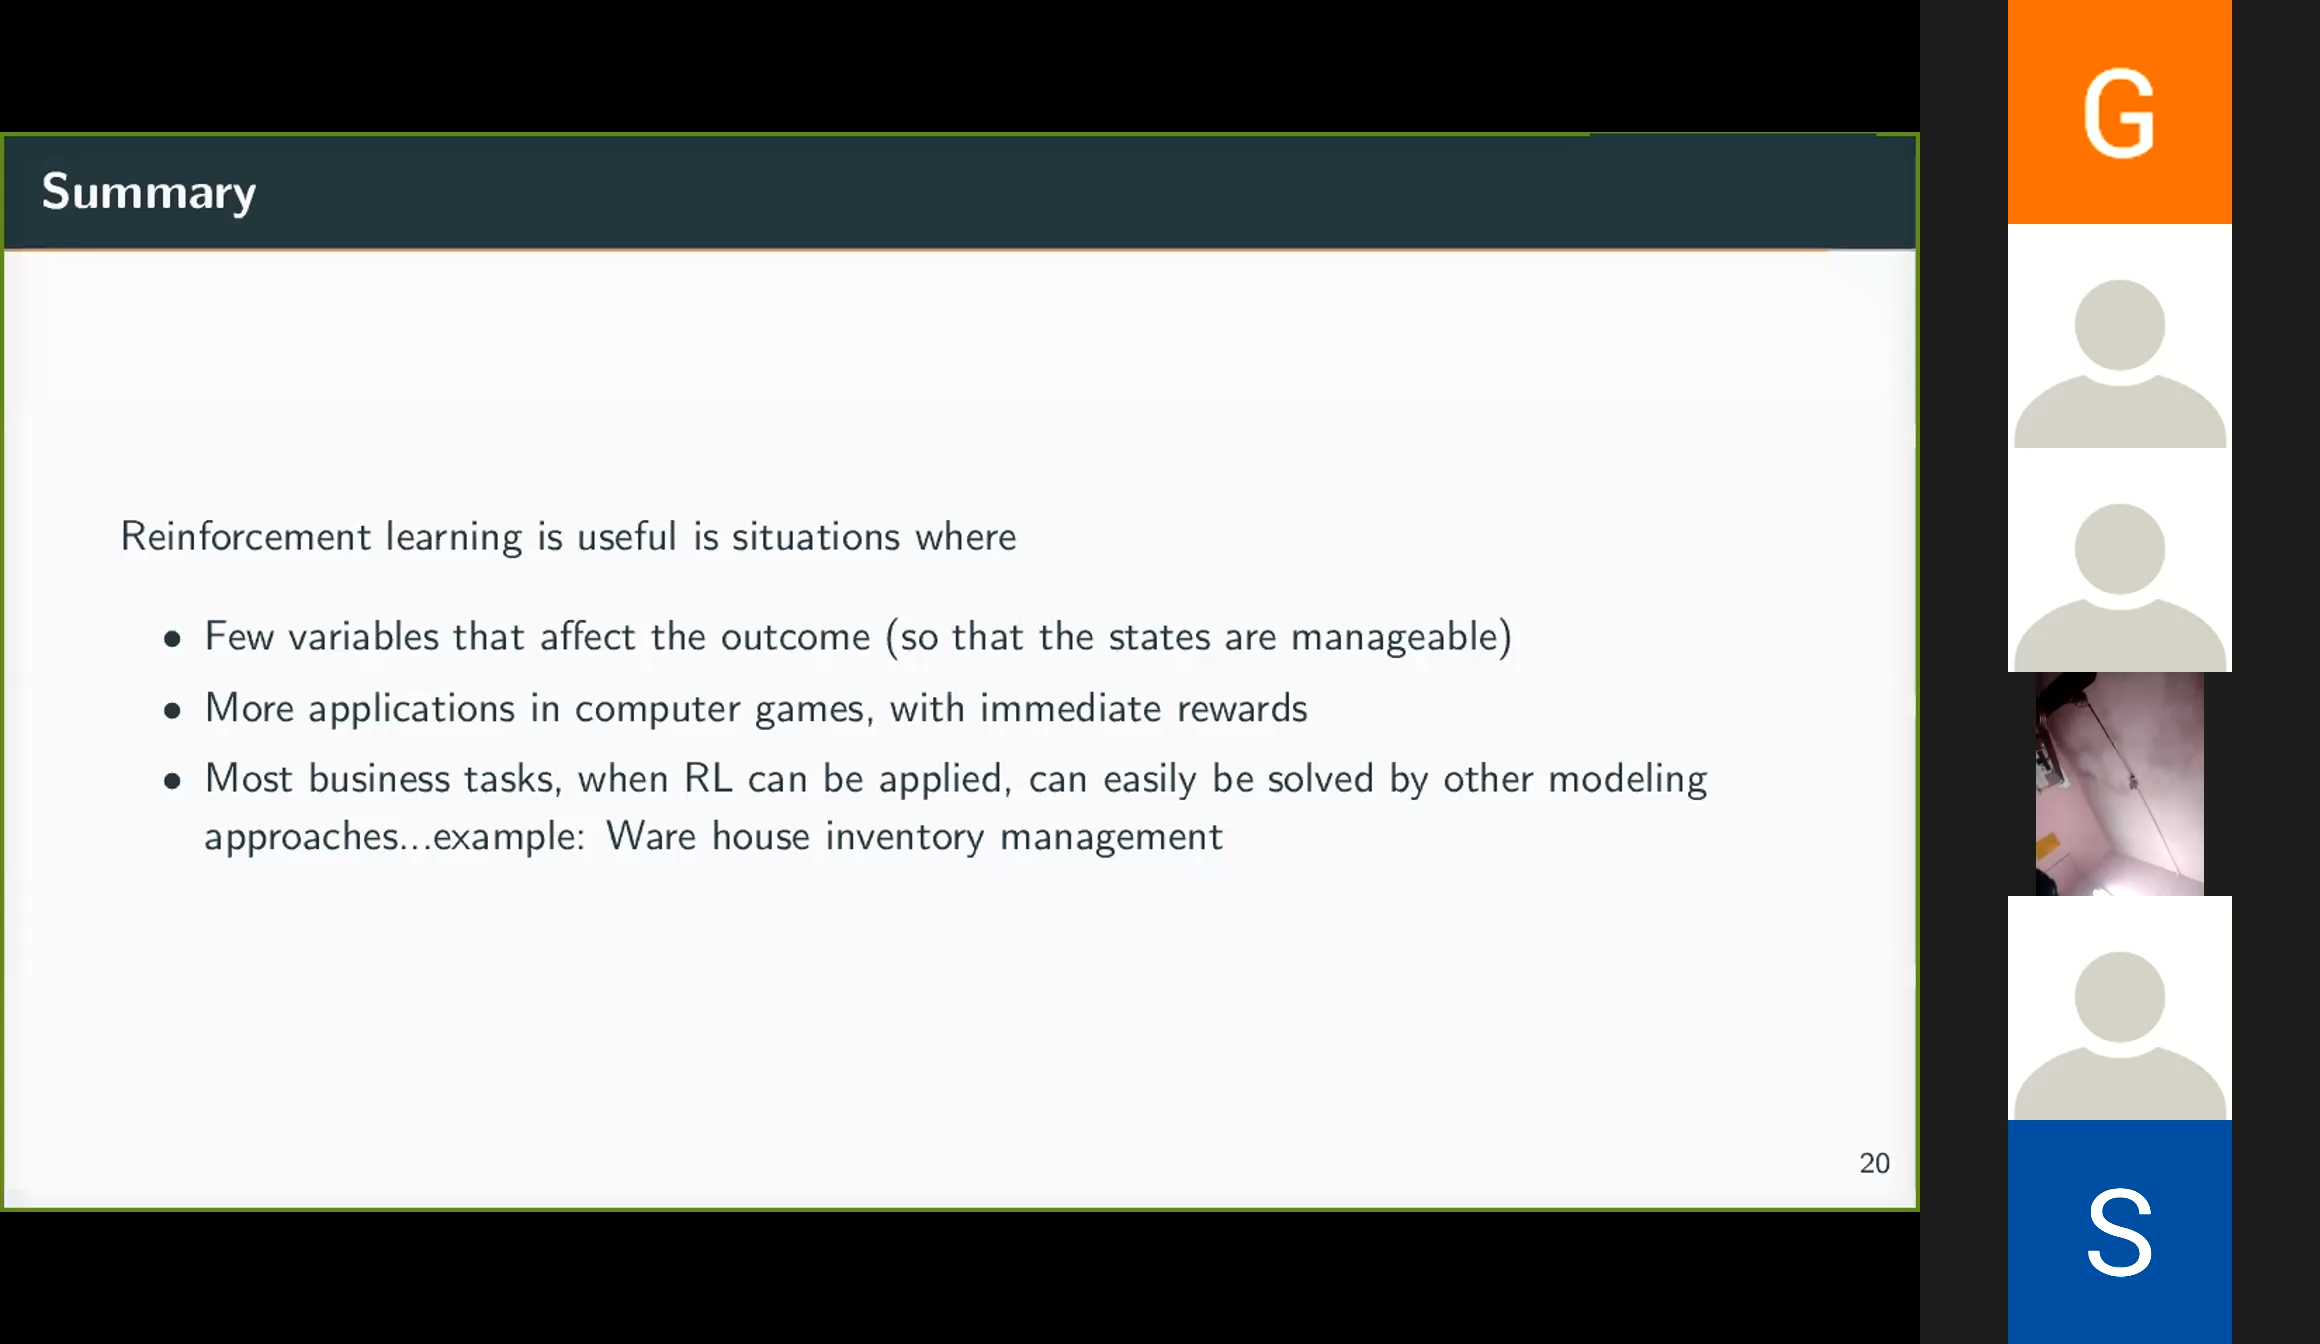 Summary
Reinforcement learning is useful is situations where
• Few variables that affect the outcome (so that the states are manageable)
• More applications in computer games, with immediate rewards
• Most business tasks, when RL can be applied, can easily be solved by other modeling
approaches...example: Ware house inventory management
20
G
S